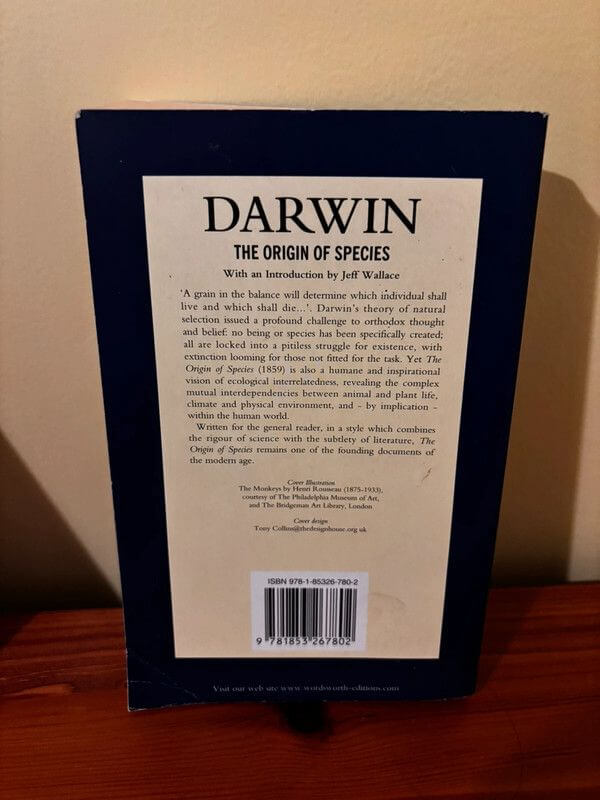 DARWIN
THE ORIGIN OF SPECIES
With an Introduction by Jeff Wallace
'A grain in the balance will determine which individual shall
live and which shall die...'. Darwin's theory of natural
selection issued a profound challenge to orthodox thought
and belief: no being or species has been specifically created;
all are locked into a pitiless struggle for existence, with
extinction looming for those not fitted for the task. Yet The
Origin of Species (1859) is also a humane and inspirational
vision of ecological interrelatedness, revealing the complex
mutual interdependencies between animal and plant life,
climate and physical environment, and - by implication -
within the human world.
Written for the general reader, in a style which combines
the rigour of science with the subtlety of literature, The
Origin of Species remains one of the founding documents of
the modern age.
Cover Illustration
The Monkeys by Henri Rousseau (1875-1933),
courtesy of The Philadelphia Museum of Art,
and The Bridgeman Art Library, London
Cover design
Tony Collins@thedesignhouse.org.uk
ISBN 978-1-85326-780-2
9 781853 267802
Visit our web site www.wordsworth-editions.com